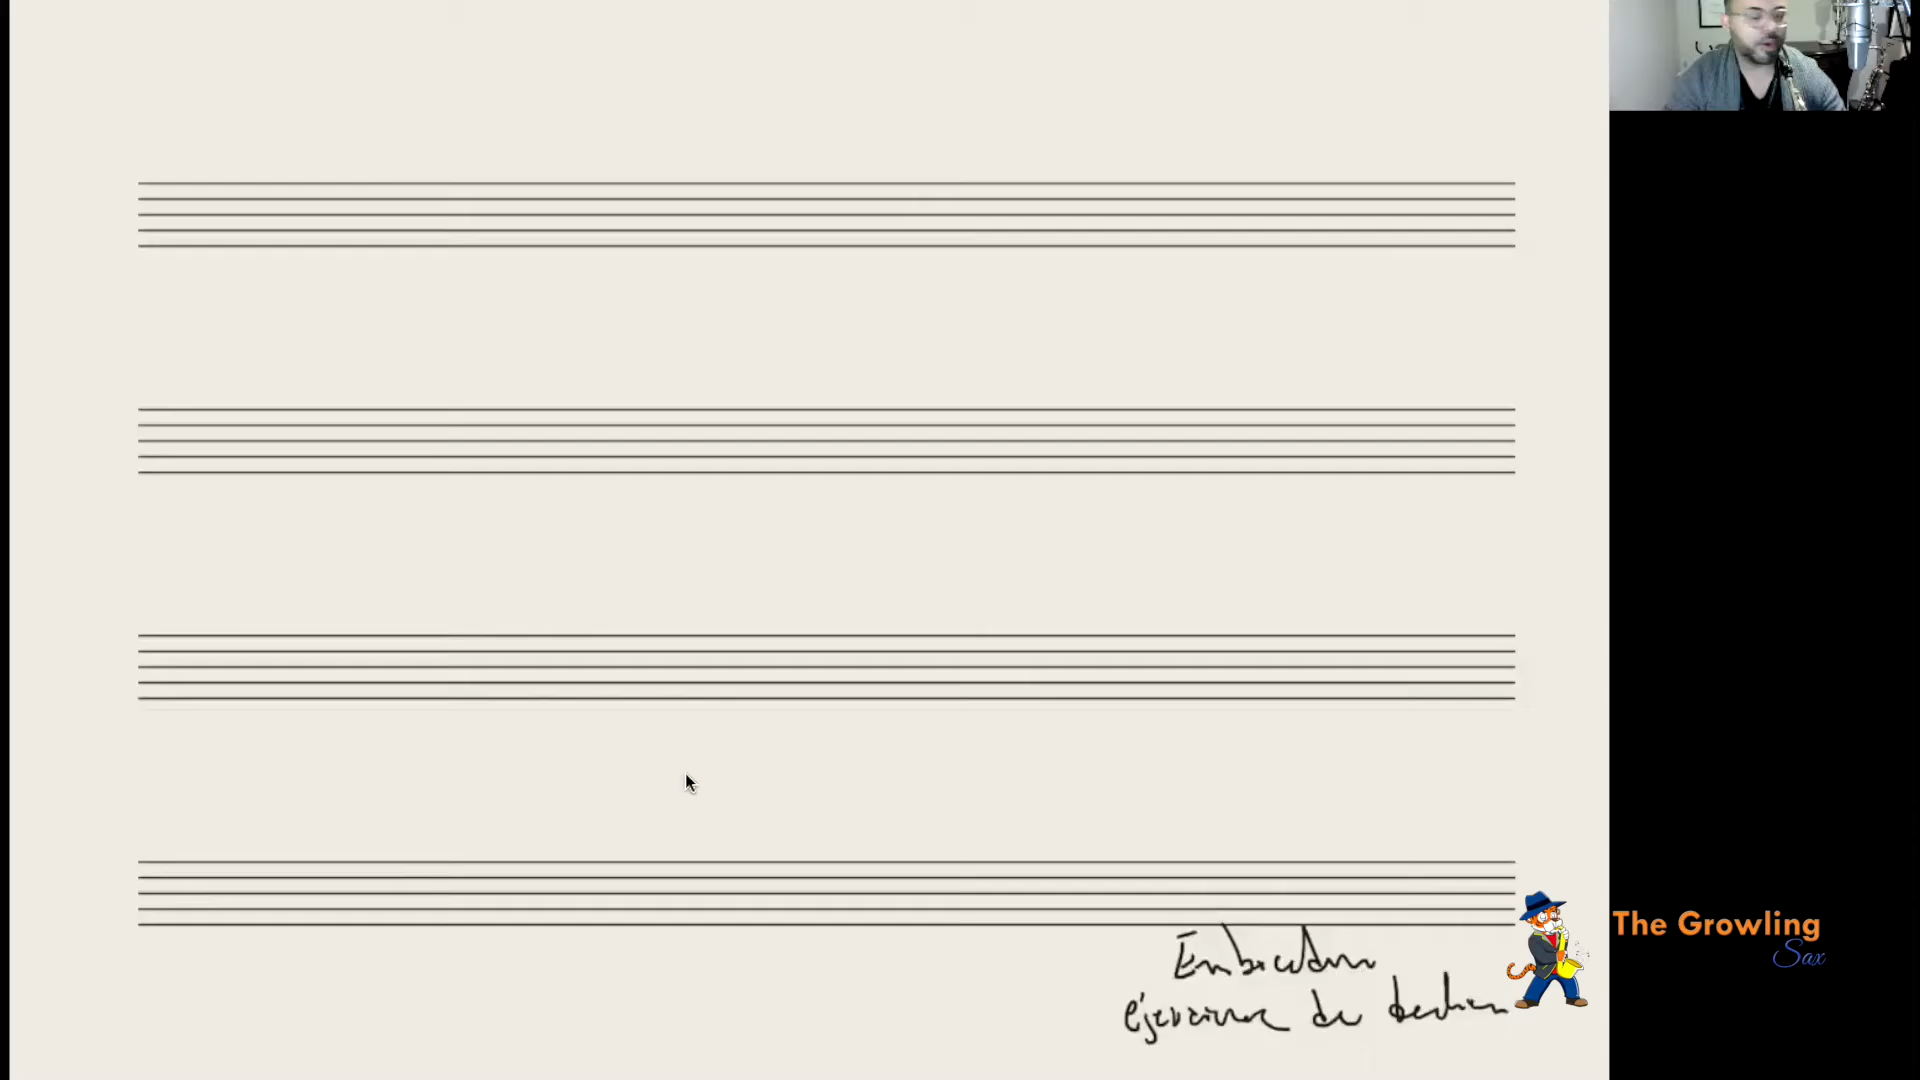 Embocadura
ejercicios de
The Growling
Sax